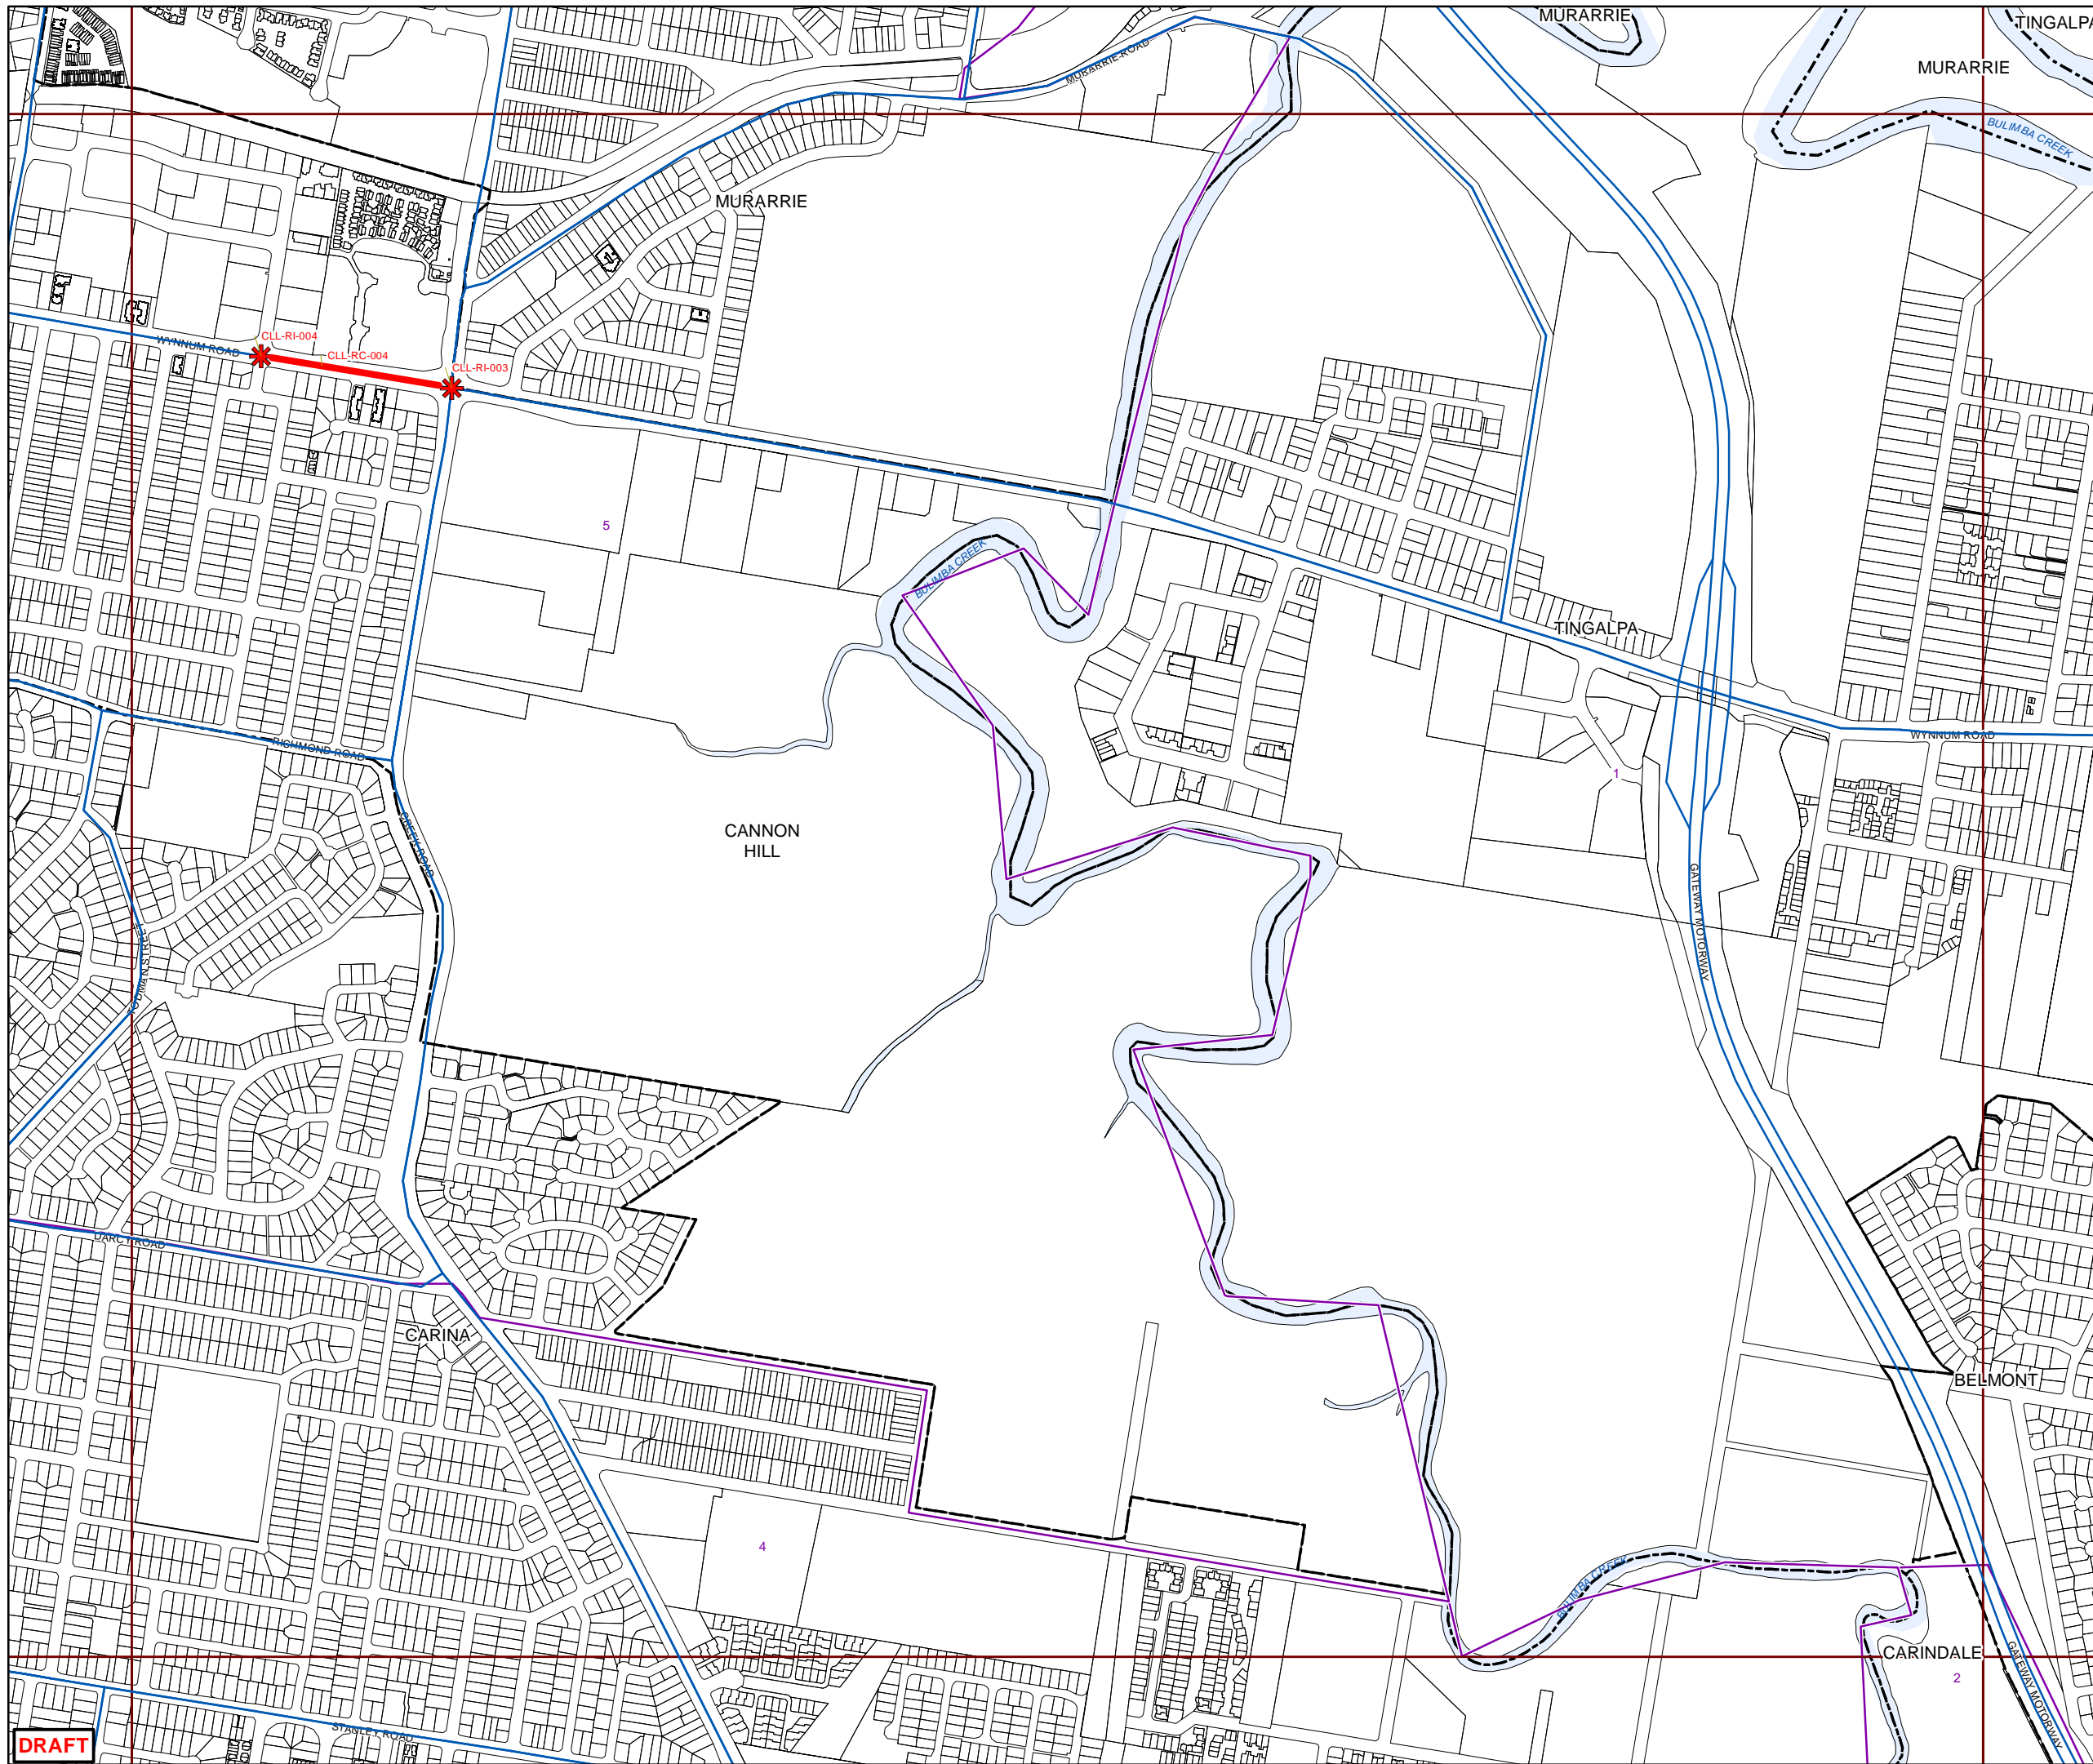 MURARRIE
TINGALPA
MURARRIE
MURARRIE ROAD
BULIMBA CREEK
MURARRIE
CLL-RI-004
WYNNUM ROAD
CLL-RC-004
CLL-RI-003
5
BULIMBA CREEK
TINGALPA
RICHMOND ROAD
WYNNUM ROAD
1
CANNON
HILL
CREEK ROAD
GATEWAY MOTORWAY
TODMAN STREET
DARCY ROAD
CARINA
BELMONT
4
BULIMBA CREEK
CARINDALE
2
GATEWAY MOTORWAY
STANLEY ROAD
DRAFT